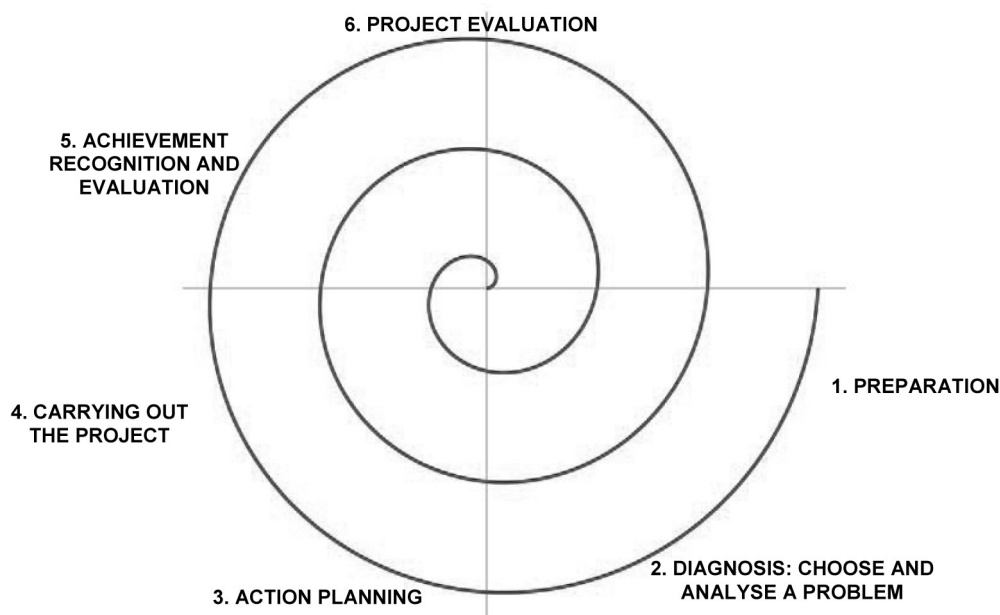 6. PROJECT EVALUATION
5. ACHIEVEMENT
RECOGNITION AND
EVALUATION
1. PREPARATION
4. CARRYING OUT
THE PROJECT
2. DIAGNOSIS: CHOOSE AND
ANALYSE A PROBLEM
3. ACTION PLANNING